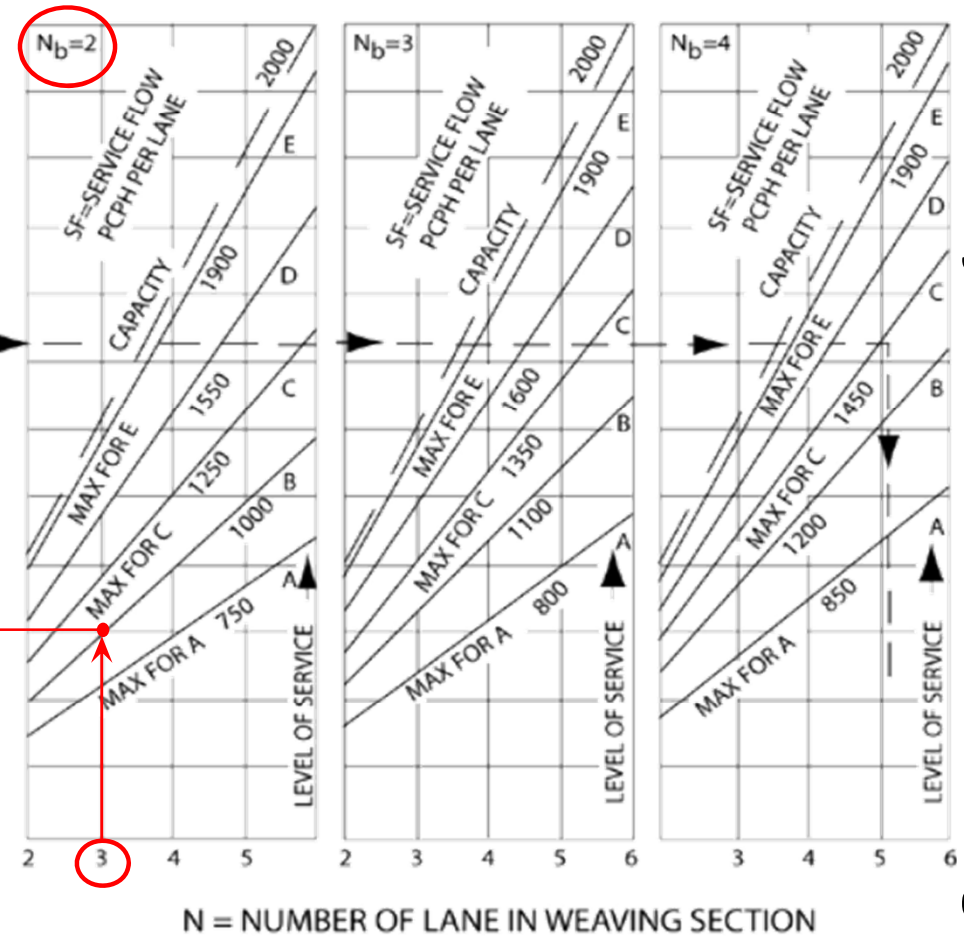 Nb=2
SF=SERVICE FLOW
PCPH PER LANE
2000
E
CAPACITY
1900
D
MAX FOR E
1550
C
1250
B
1000
MAX FOR C
A
750
MAX FOR A
LEVEL OF SERVICE
2 3 4 5
Nb=3
SF=SERVICE FLOW
PCPH PER LANE
2000
E
1900
CAPACITY
D
C
MAX FOR E
1600
B
1350
1100
MAX FOR C
A
800
MAX FOR A
LEVEL OF SERVICE
2 3 4 5 6
Nb=4
SF=SERVICE FLOW
PCPH PER LANE
2000
E
1900
D
CAPACITY
C
MAX FOR E
B
1450
MAX FOR C
1200
A
850
MAX FOR A
LEVEL OF SERVICE
3 4 5 6
N = NUMBER OF LANE IN WEAVING SECTION